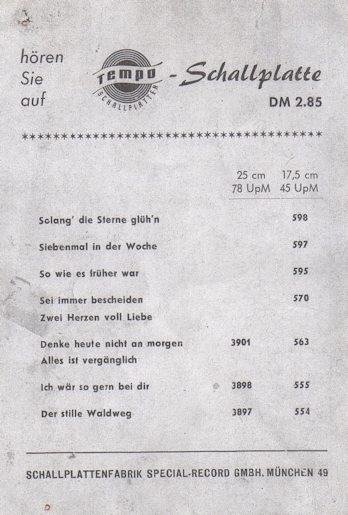 hören
Sie
auf
Tempo
SCHALLPLATTEN
-Schallplatte
DM 2.85
************************************************
25 cm 17,5 cm
78 UpM 45 UpM
Solang' die Sterne glüh'n 598
Siebenmal in der Woche 597
So wie es früher war 595
Sei immer bescheiden 570
Zwei Herzen voll Liebe
Denke heute nicht an morgen 3901 563
Alles ist vergänglich
Ich wär so gern bei dir 3898 555
Der stille Waldweg 3897 554
SCHALLPLATTENFABRIK SPECIAL-RECORD GMBH. MÜNCHEN 49